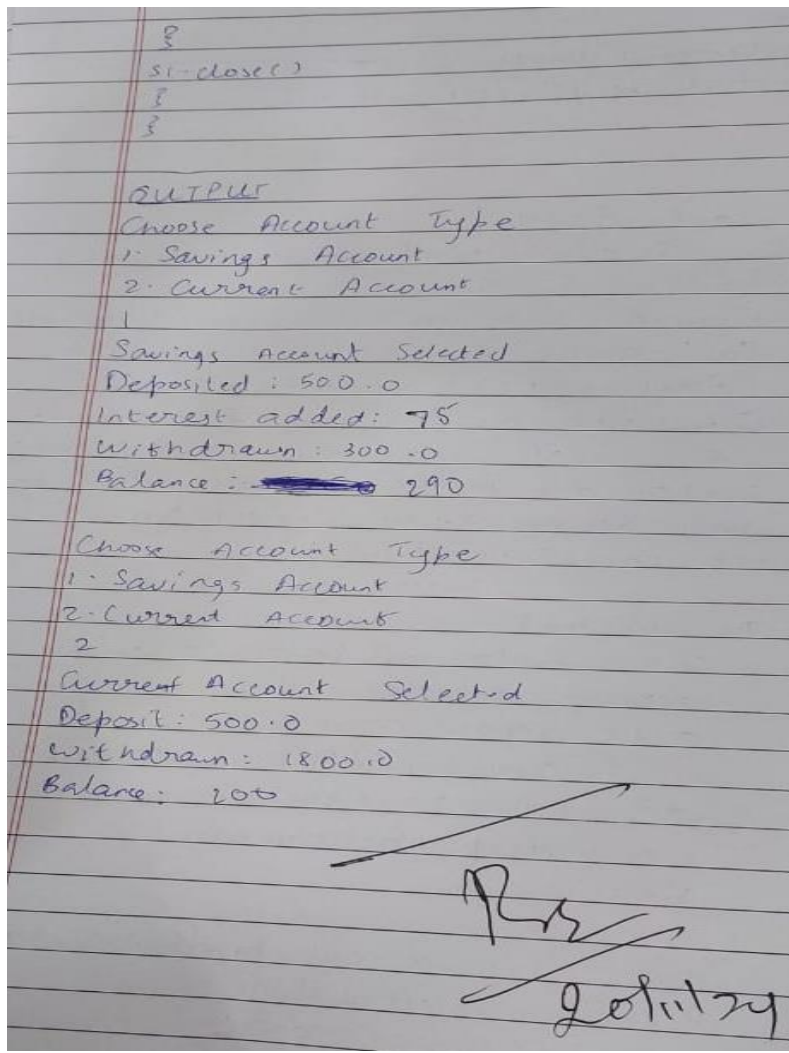 }
S1.close()
}
}
OUTPUT
Choose Account Type
1. Savings Account
2. Current Account
1
Savings Account Selected
Deposited : 500.0
Interest added: 75
Withdrawn : 300.0
Balance : 290
Choose Account Type
1. Savings Account
2. Current Account
2
Current Account Selected
Deposit: 500.0
withdrawn: 1800.0
Balance: 200
20/11/24